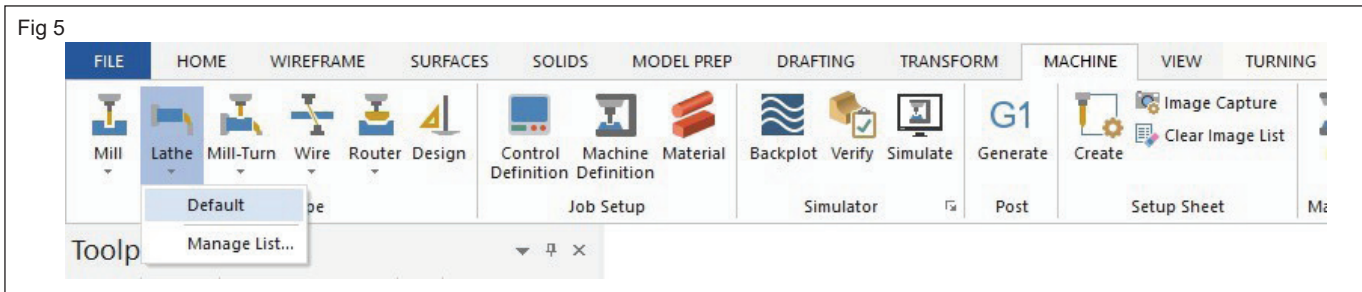 Fig 5
FILE HOME WIREFRAME SURFACES SOLIDS MODEL PREP DRAFTING TRANSFORM MACHINE VIEW TURNING
Mill Lathe Mill-Turn Wire Router Design Control Definition Machine Definition Material Backplot Verify Simulate G1 Generate Create Image Capture
Clear Image List
Default
Job Setup Simulator Post Setup Sheet
Manage List...